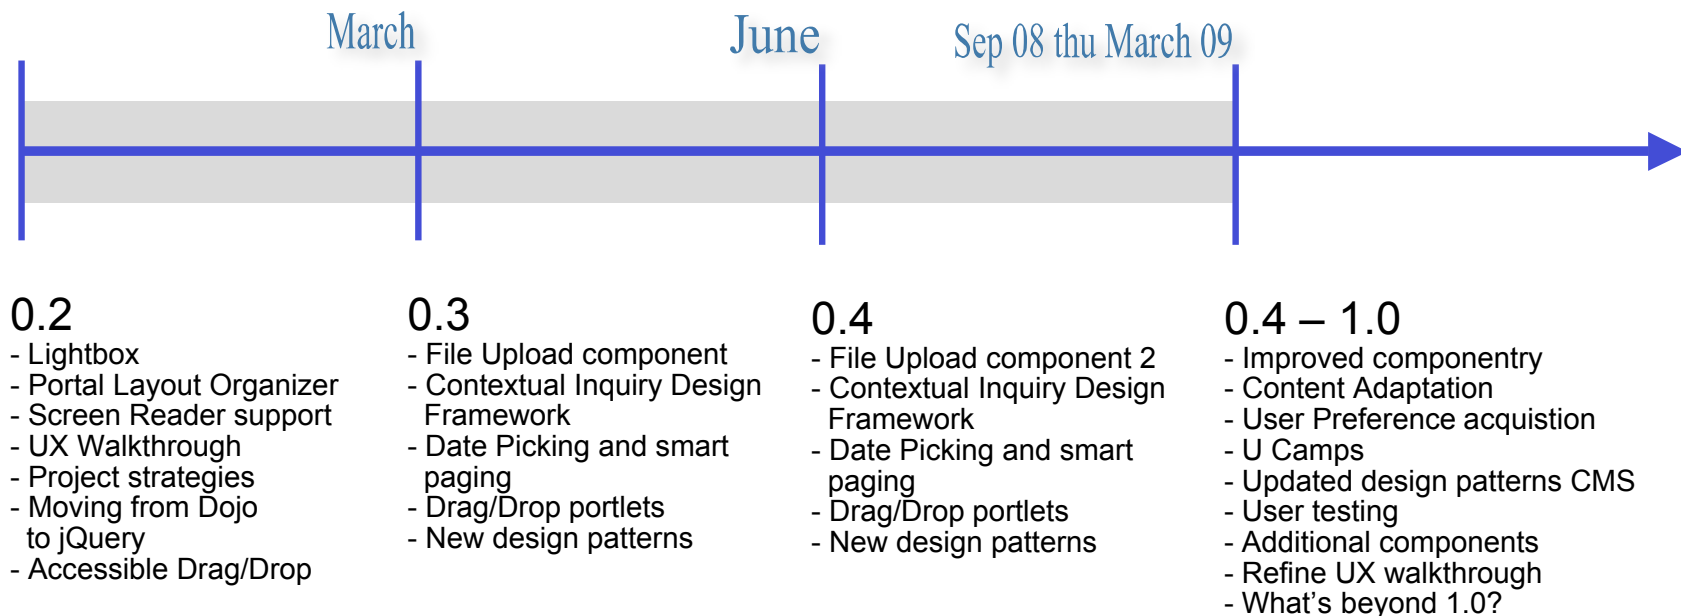 March
June
Sep 08 thu March 09
0.2
- Lightbox
- Portal Layout Organizer
- Screen Reader support
- UX Walkthrough
- Project strategies
- Moving from Dojo
to jQuery
- Accessible Drag/Drop
0.3
- File Upload component
- Contextual Inquiry Design
Framework
- Date Picking and smart
paging
- Drag/Drop portlets
- New design patterns
0.4
- File Upload component 2
- Contextual Inquiry Design
Framework
- Date Picking and smart
paging
- Drag/Drop portlets
- New design patterns
0.4 – 1.0
- Improved componentry
- Content Adaptation
- User Preference acquistion
- U Camps
- Updated design patterns CMS
- User testing
- Additional components
- Refine UX walkthrough
- What’s beyond 1.0?